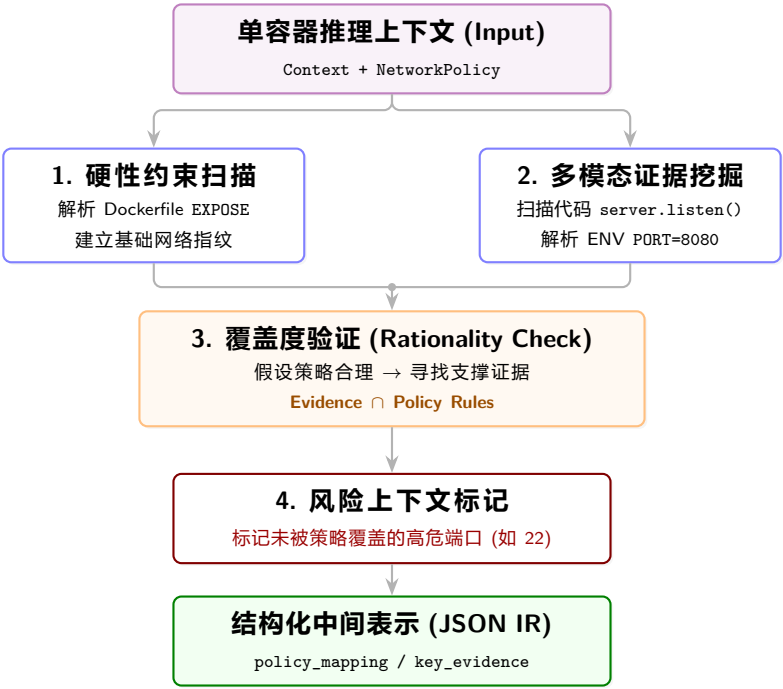 单容器推理上下文 (Input)
Context + NetworkPolicy
1. 硬性约束扫描
解析 Dockerfile EXPOSE
建立基础网络指纹
2. 多模态证据挖掘
扫描代码 server.listen()
解析 ENV PORT=8080
3. 覆盖度验证 (Rationality Check)
假设策略合理 → 寻找支撑证据
Evidence ∩ Policy Rules
4. 风险上下文标记
标记未被策略覆盖的高危端口 (如 22)
结构化中间表示 (JSON IR)
policy_mapping / key_evidence